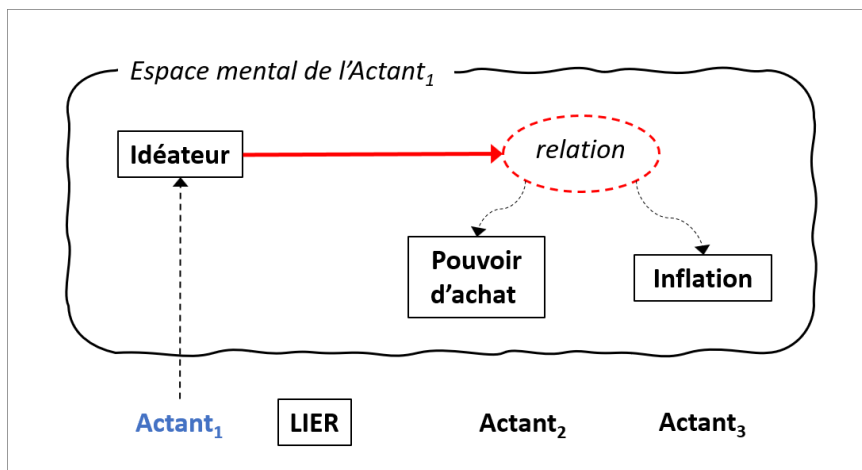 Espace mental de l'Actant₁
Idéateur
relation
Pouvoir
d'achat
Inflation
Actant₁ LIER Actant₂ Actant₃